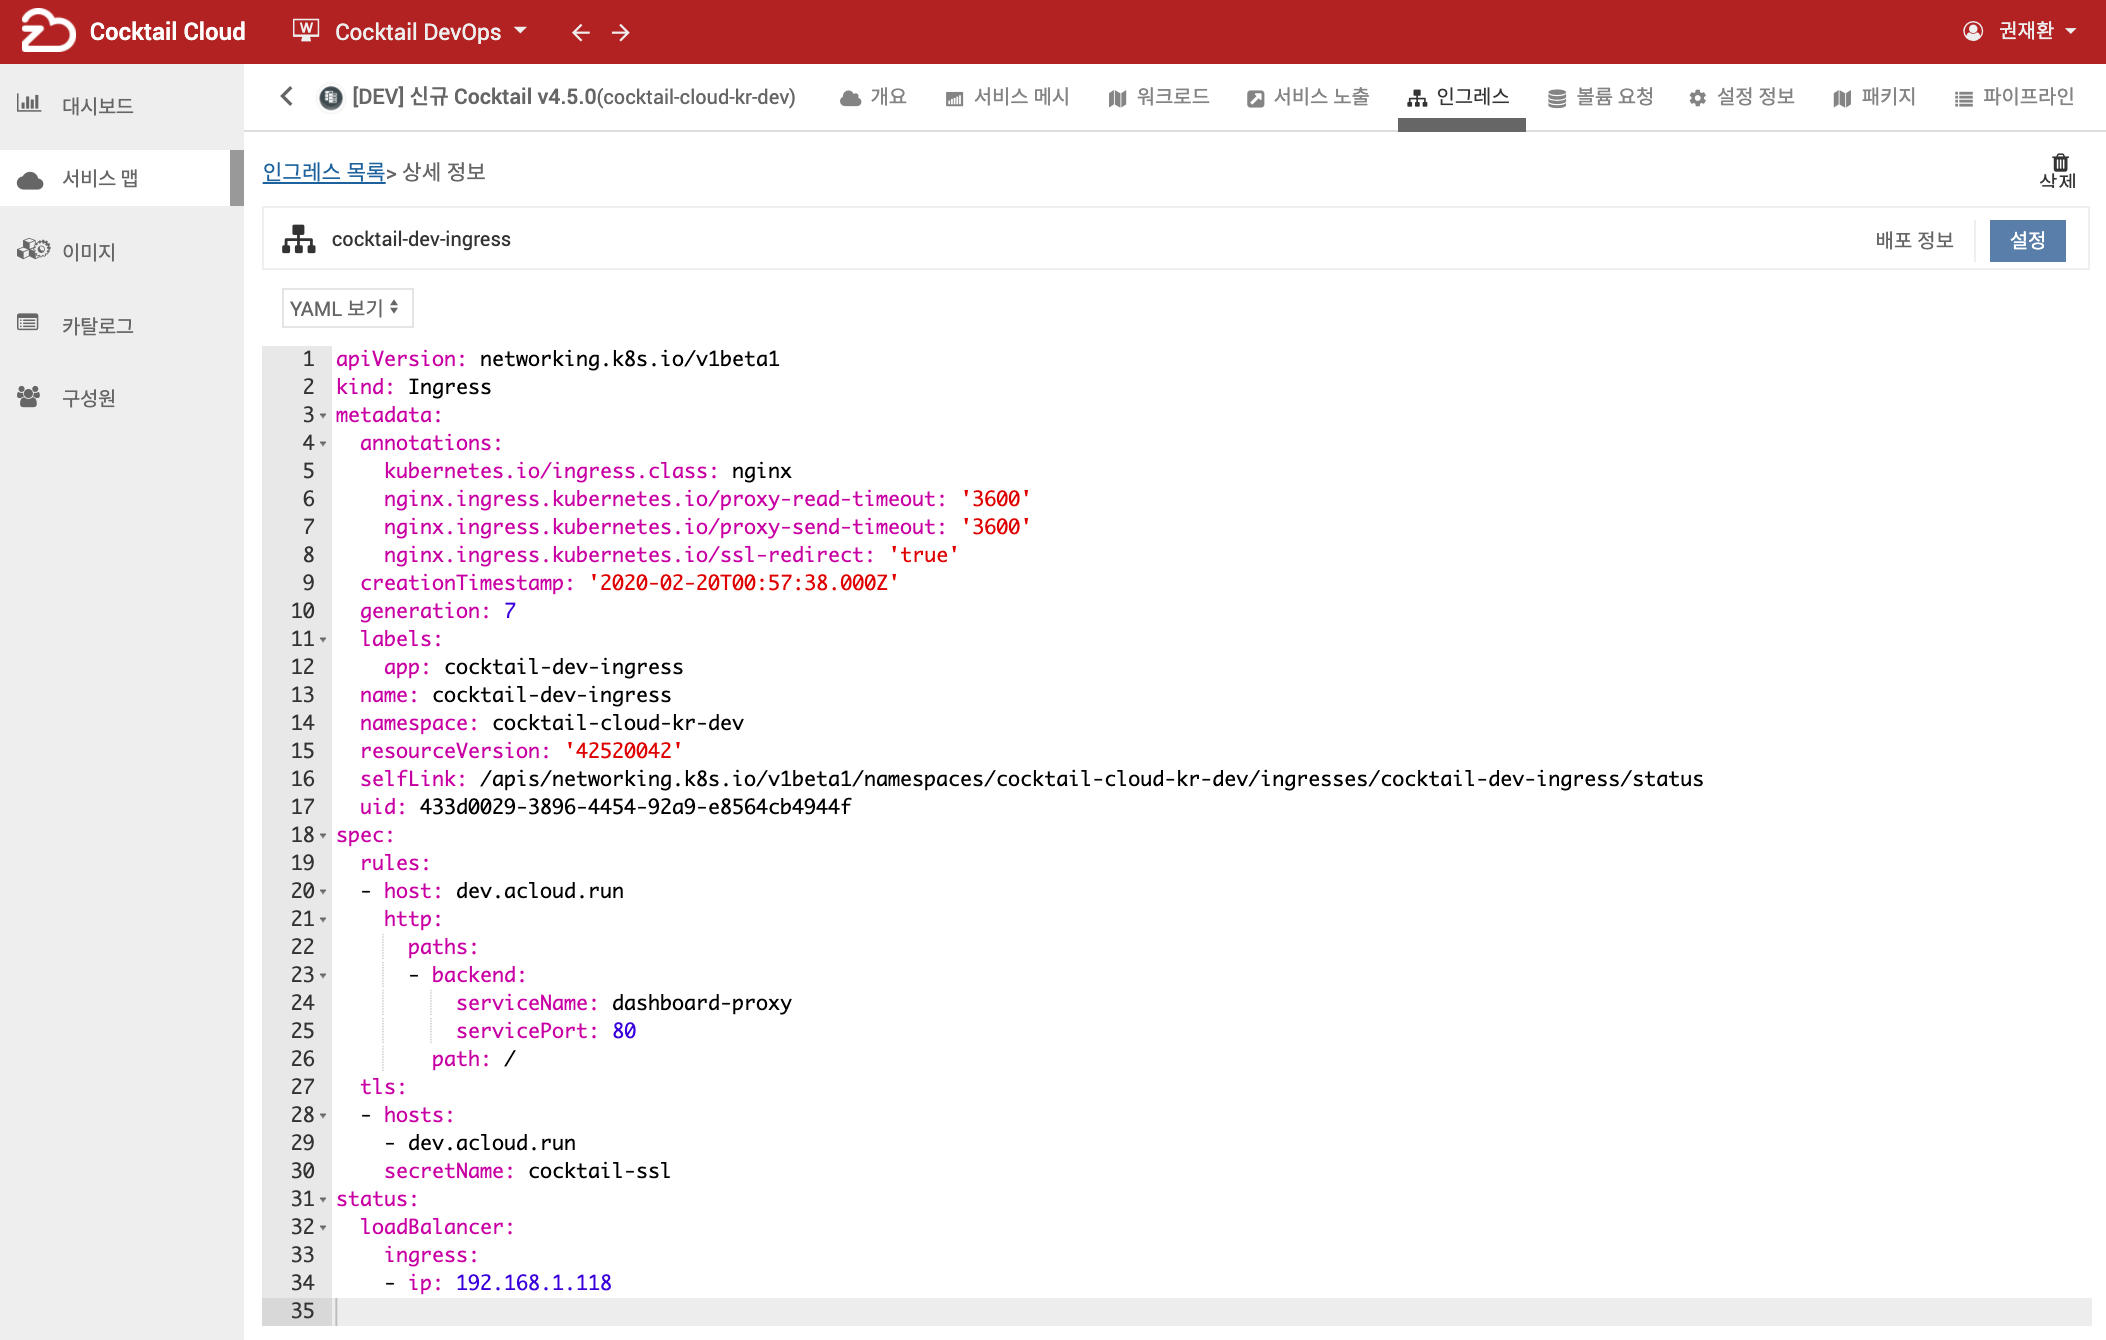 Cocktail Cloud
W Cocktail DevOps
권재환
대시보드
서비스 맵
이미지
카탈로그
구성원
[DEV] 신규 Cocktail v4.5.0(cocktail-cloud-kr-dev)
개요
서비스 메시
워크로드
서비스 노출
인그레스
볼륨 요청
설정 정보
패키지
파이프라인
인그레스 목록> 상세 정보
삭제
cocktail-dev-ingress
배포 정보
설정
YAML 보기
1 apiVersion: networking.k8s.io/v1beta1
2 kind: Ingress
3 metadata:
4   annotations:
5     kubernetes.io/ingress.class: nginx
6     nginx.ingress.kubernetes.io/proxy-read-timeout: '3600'
7     nginx.ingress.kubernetes.io/proxy-send-timeout: '3600'
8     nginx.ingress.kubernetes.io/ssl-redirect: 'true'
9   creationTimestamp: '2020-02-20T00:57:38.000Z'
10   generation: 7
11   labels:
12     app: cocktail-dev-ingress
13   name: cocktail-dev-ingress
14   namespace: cocktail-cloud-kr-dev
15   resourceVersion: '42520042'
16   selfLink: /apis/networking.k8s.io/v1beta1/namespaces/cocktail-cloud-kr-dev/ingresses/cocktail-dev-ingress/status
17   uid: 433d0029-3896-4454-92a9-e8564cb4944f
18 spec:
19   rules:
20   - host: dev.acloud.run
21     http:
22       paths:
23       - backend:
24           serviceName: dashboard-proxy
25           servicePort: 80
26         path: /
27   tls:
28   - hosts:
29     - dev.acloud.run
30     secretName: cocktail-ssl
31 status:
32   loadBalancer:
33     ingress:
34     - ip: 192.168.1.118
35